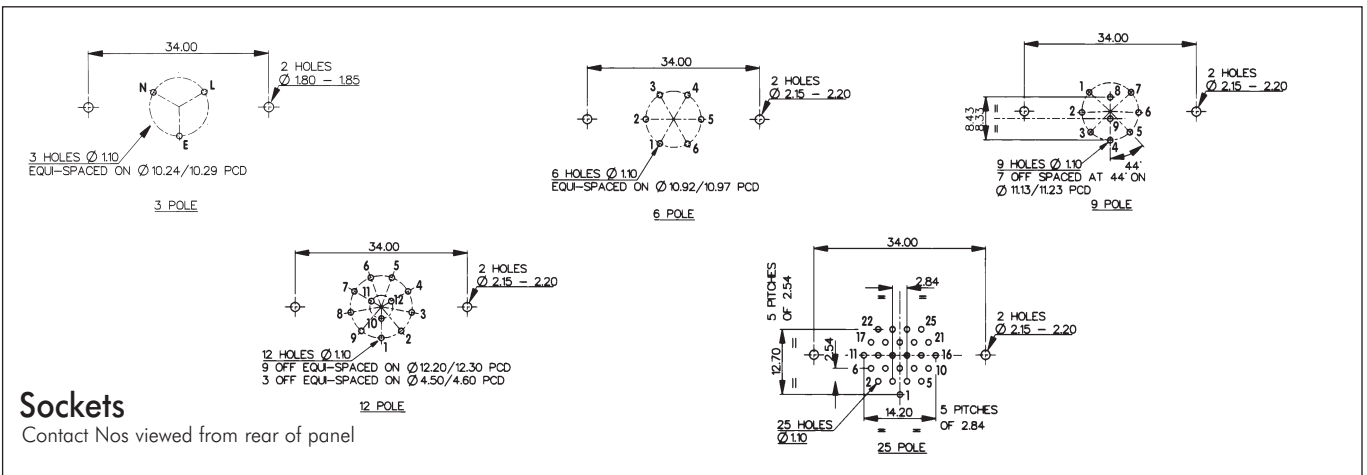 34.00
2 HOLES
Ø 1.80 – 1.85
N
L
E
3 HOLES Ø 1.10
EQUI-SPACED ON Ø 10.24/10.29 PCD
3 POLE
34.00
2 HOLES
Ø 2.15 – 2.20
3
4
2
5
1
6
6 HOLES Ø 1.10
EQUI-SPACED ON Ø 10.92/10.97 PCD
6 POLE
34.00
2 HOLES
Ø 2.15 – 2.20
1
8
7
2
6
8.43
8.33
=
=
9
3
5
4
44°
9 HOLES Ø 1.10
7 OFF SPACED AT 44° ON
Ø 11.13/11.23 PCD
9 POLE
34.00
2 HOLES
Ø 2.15 – 2.20
6
5
7
4
11
12
8
3
10
9
2
1
12 HOLES Ø 1.10
9 OFF EQUI-SPACED ON Ø 12.20/12.30 PCD
3 OFF EQUI-SPACED ON Ø 4.50/4.60 PCD
12 POLE
34.00
5 PITCHES
OF 2.54
2.84
=
=
2 HOLES
Ø 2.15 – 2.20
22
25
17
21
12.70
=
=
2.54
11
16
6
10
2
5
1
14.20
5 PITCHES
OF 2.84
=
=
25 HOLES
Ø 1.10
25 POLE
Sockets
Contact Nos viewed from rear of panel